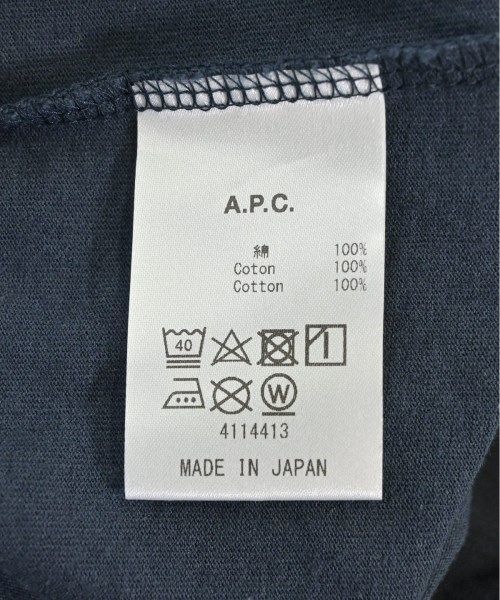 A.P.C.
綿 100%
Coton 100%
Cotton 100%
40
W
4114413
MADE IN JAPAN